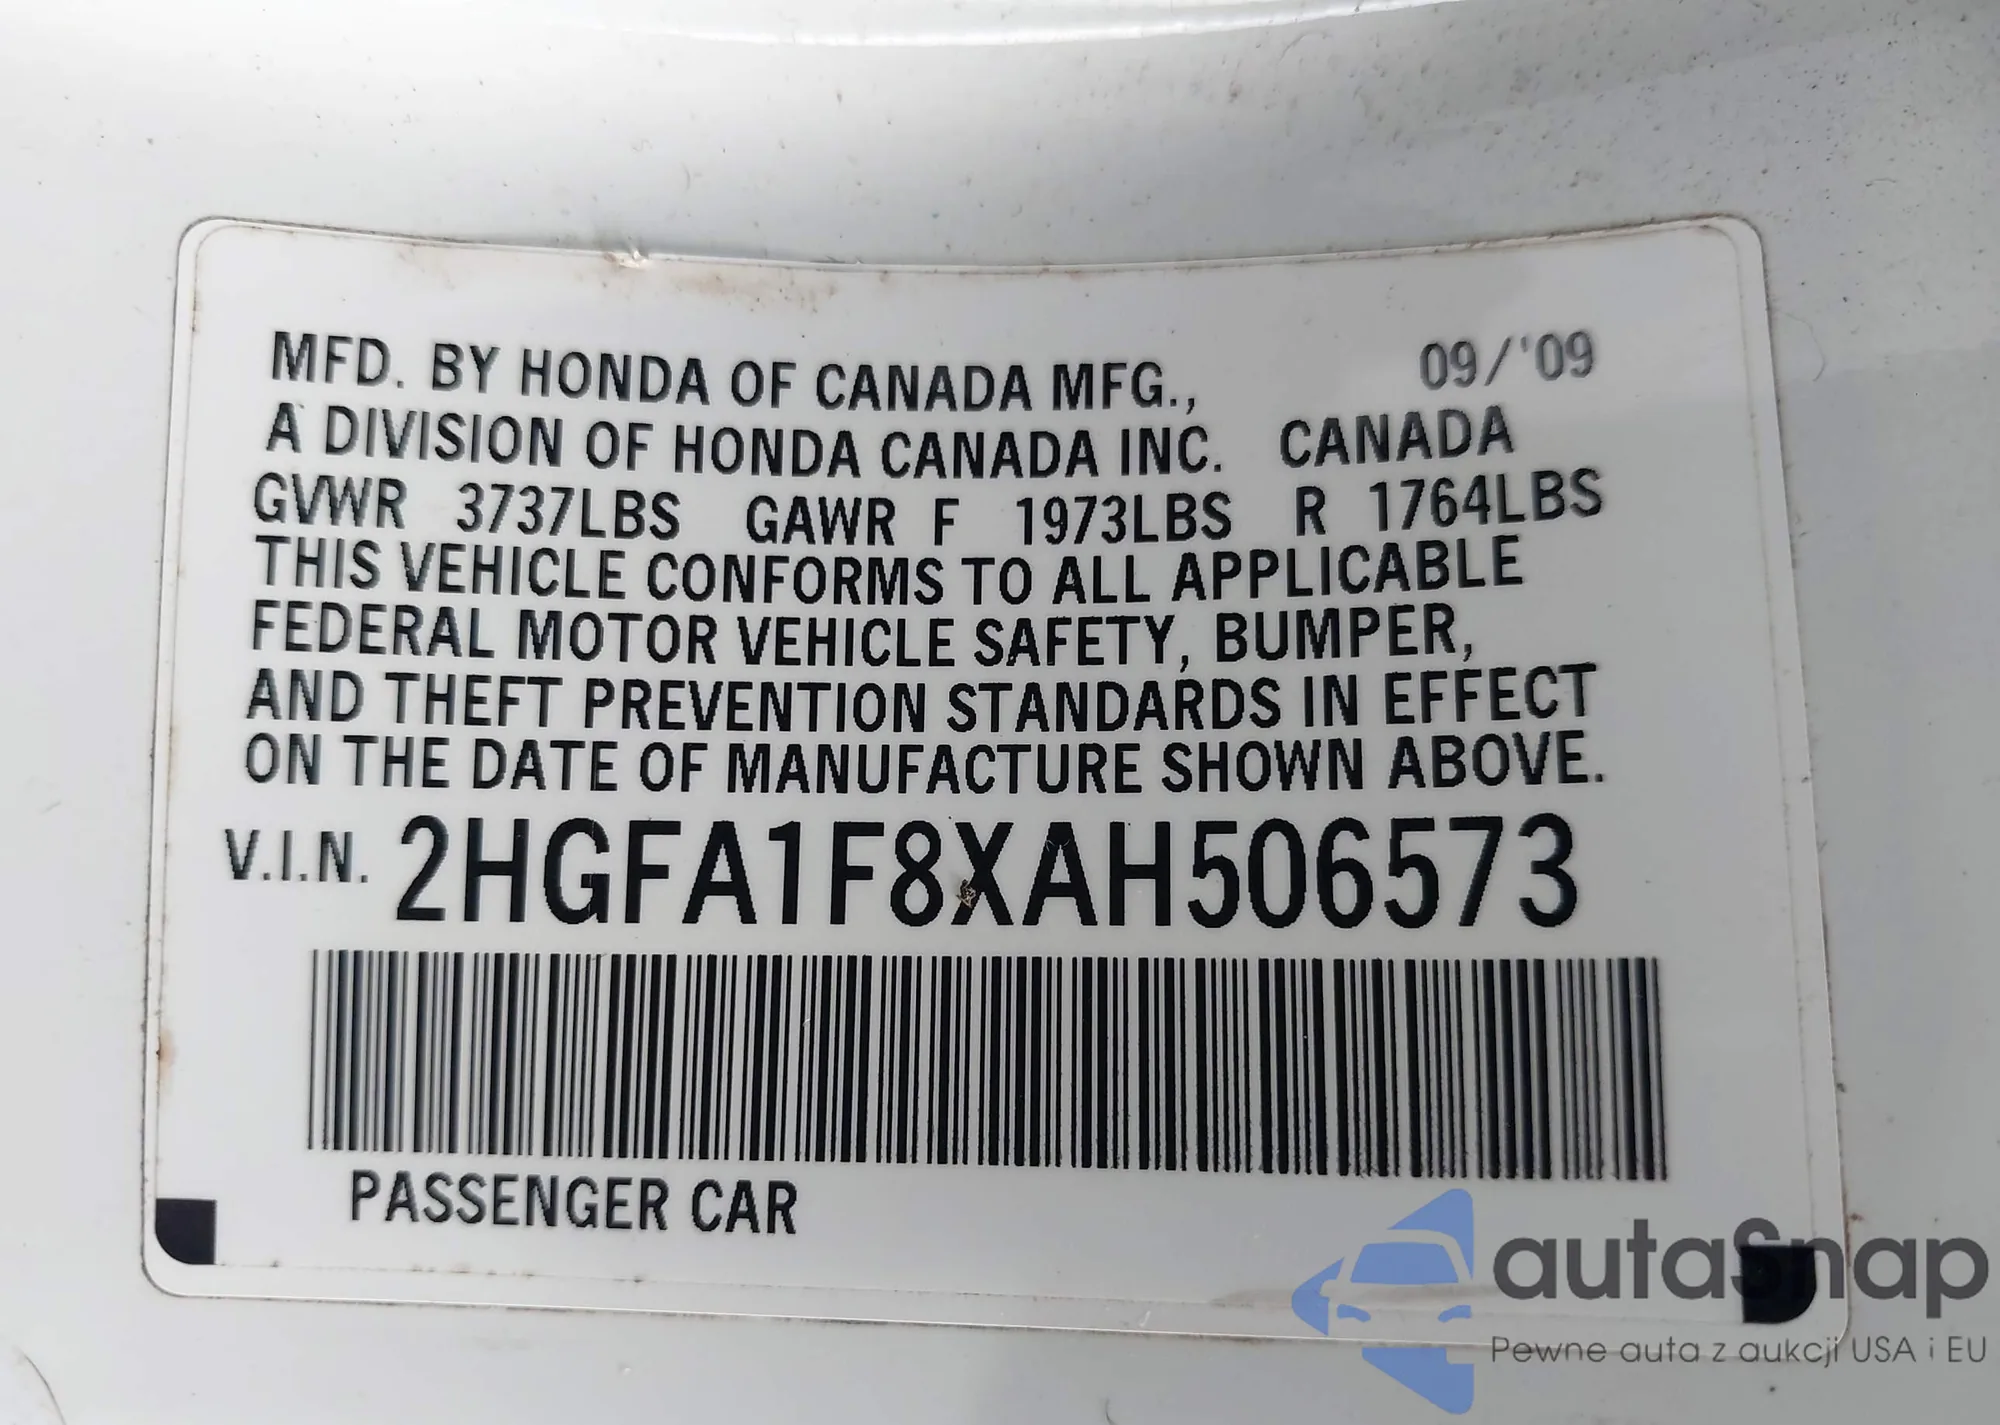 MFD. BY HONDA OF CANADA MFG., 09/'09
A DIVISION OF HONDA CANADA INC. CANADA
GVWR 3737LBS GAWR F 1973LBS R 1764LBS
THIS VEHICLE CONFORMS TO ALL APPLICABLE
FEDERAL MOTOR VEHICLE SAFETY, BUMPER,
AND THEFT PREVENTION STANDARDS IN EFFECT
ON THE DATE OF MANUFACTURE SHOWN ABOVE.
V.I.N. 2HGFA1F8XAH506573
PASSENGER CAR
autaSnap
Pewne auta z aukcji USA i EU